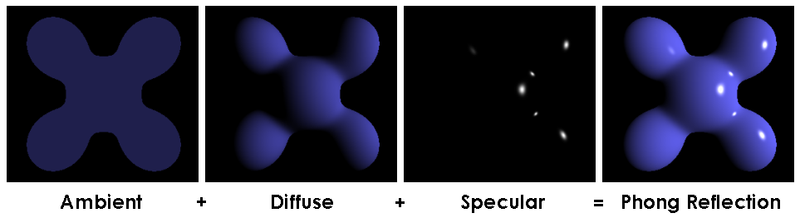 Ambient + Diffuse + Specular = Phong Reflection